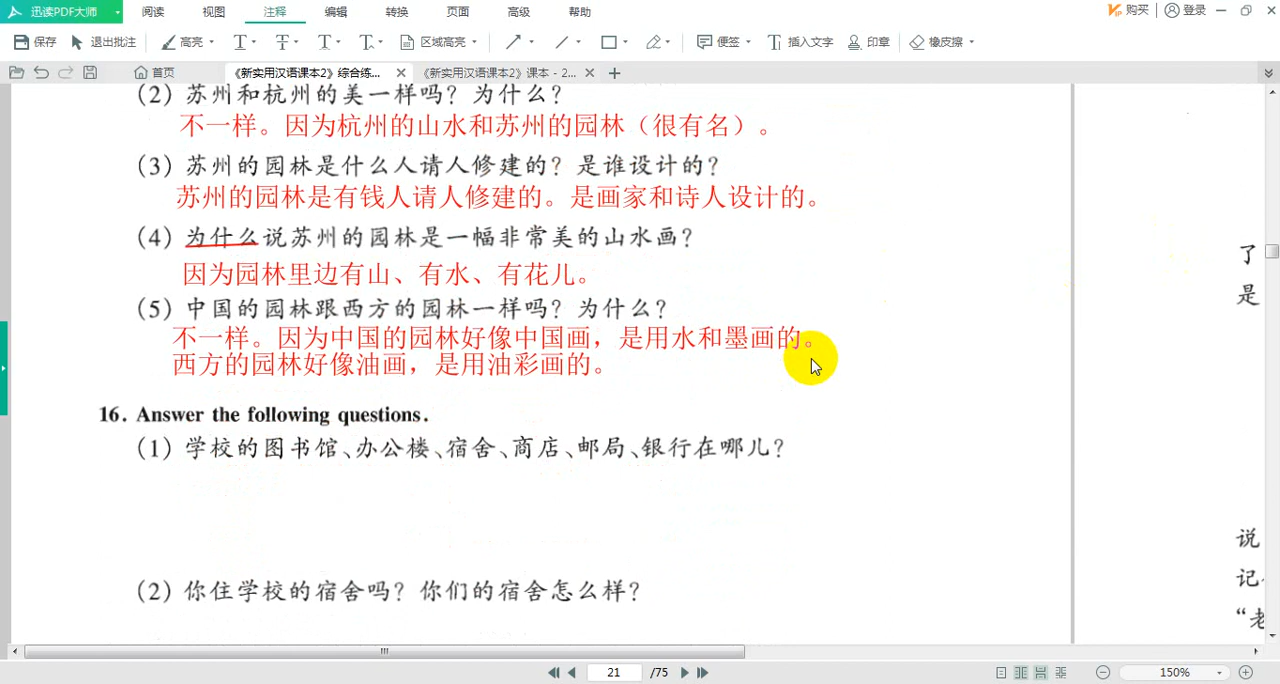 迅读PDF大师 阅读 视图 注释 编辑 转换 页面 高级 帮助 购买 登录
保存 退出批注 高亮 区域高亮 便签 插入文字 印章 橡皮擦
首页 《新实用汉语课本2》综合练... 《新实用汉语课本2》课本 - 2...
(2) 苏州和杭州的美一样吗？为什么？
不一样。因为杭州的山水和苏州的园林（很有名）。
(3) 苏州的园林是什么人请人修建的？是谁设计的？
苏州的园林是有钱人请人修建的。是画家和诗人设计的。
(4) 为什么说苏州的园林是一幅非常美的山水画？
因为园林里边有山、有水、有花儿。
(5) 中国的园林跟西方的园林一样吗？为什么？
不一样。因为中国的园林好像中国画，是用水和墨画的。
西方的园林好像油画，是用油彩画的。
16. Answer the following questions.
(1) 学校的图书馆、办公楼、宿舍、商店、邮局、银行在哪儿？
(2) 你住学校的宿舍吗？你们的宿舍怎么样？
了
是
说
记
“老
21 /75 150%